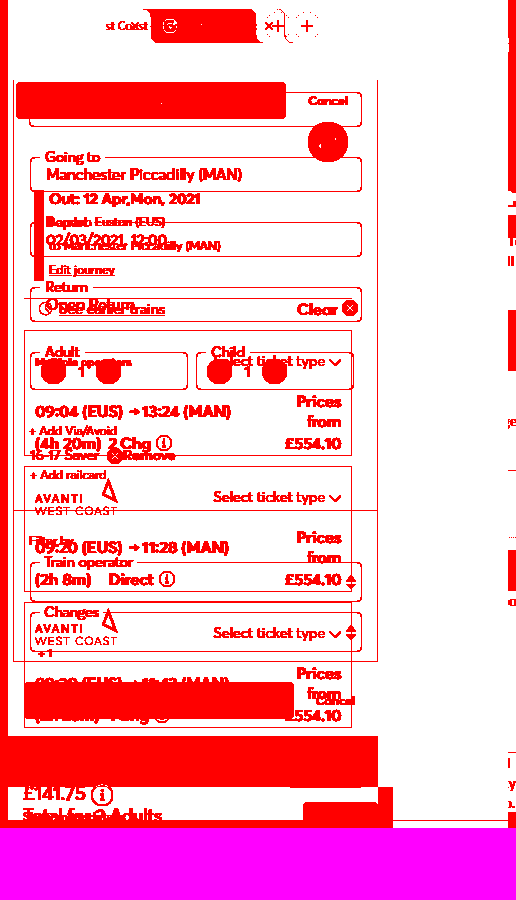 st Coast
Cancel
Going to
Manchester Piccadilly (MAN)
Out: 12 Apr,Mon, 2021
Euston (EUS)
02/03/2021, 12:00
to Manchester Piccadilly (MAN)
Edit journey
Return
Open Return
See earlier trains
Clear
Adult
Child
Multiple operators
Select ticket type
1
1
09:04 (EUS) → 13:24 (MAN)
Prices
from
+ Add Via/Avoid
(4h 20m) 2 Chg
£554.10
16-17 Saver
Remove
+ Add railcard
AVANTI
WEST COAST
Select ticket type
Filter by
09:20 (EUS) → 11:28 (MAN)
Prices
from
Train operator
(2h 8m) Direct
£554.10
Changes
AVANTI
WEST COAST
Select ticket type
+1
Prices
from
Cancel
£554.10
£141.75
Total for 2 Adults